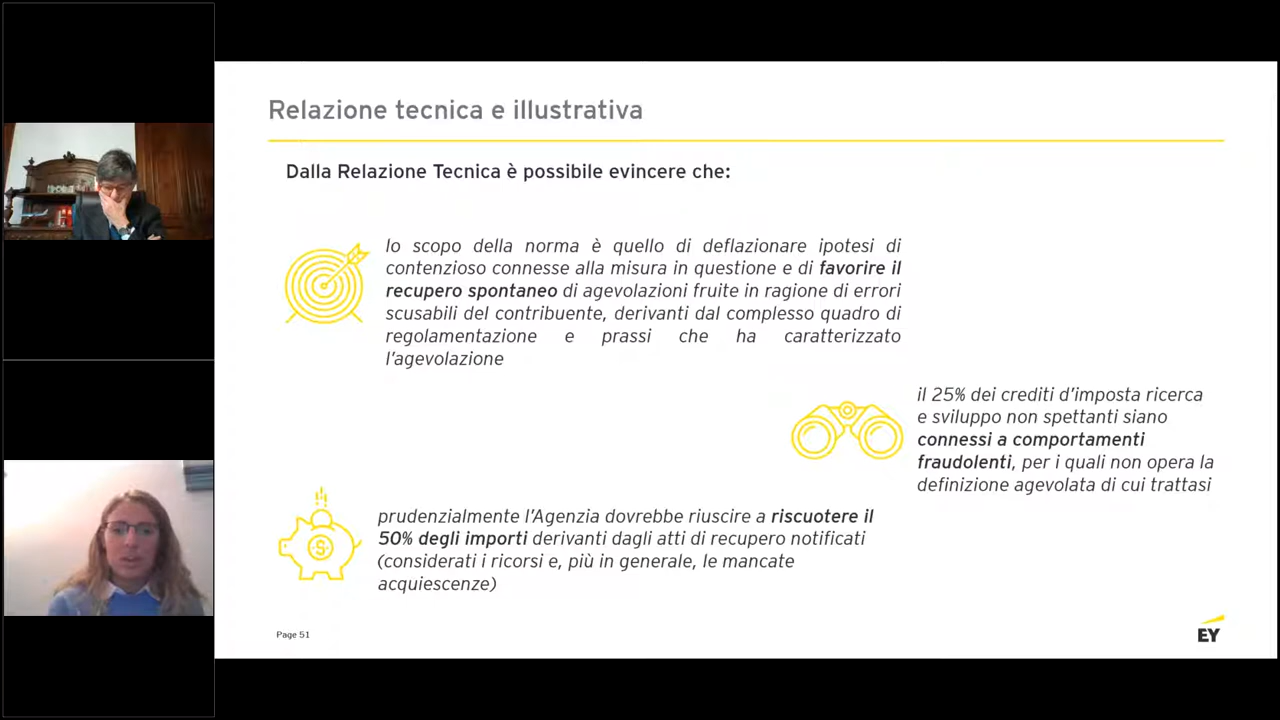 Relazione tecnica e illustrativa
Dalla Relazione Tecnica è possibile evincere che:
lo scopo della norma è quello di deflazionare ipotesi di
contenzioso connesse alla misura in questione e di favorire il
recupero spontaneo di agevolazioni fruite in ragione di errori
scusabili del contribuente, derivanti dal complesso quadro di
regolamentazione e prassi che ha caratterizzato
l'agevolazione
il 25% dei crediti d'imposta ricerca
e sviluppo non spettanti siano
connessi a comportamenti
fraudolenti, per i quali non opera la
definizione agevolata di cui trattasi
prudenzialmente l'Agenzia dovrebbe riuscire a riscuotere il
50% degli importi derivanti dagli atti di recupero notificati
(considerati i ricorsi e, più in generale, le mancate
acquiescenze)
$
Page 51
EY